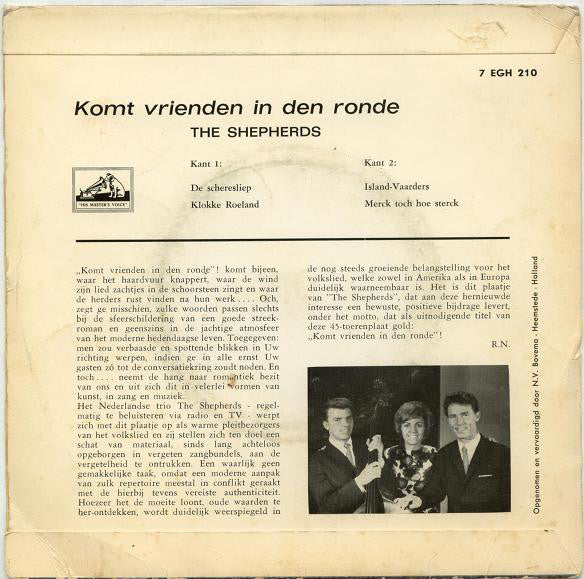 7 EGH 210
Komt vrienden in den ronde
THE SHEPHERDS
Kant 1:
De scheresliep
Klokke Roeland
Kant 2:
Island-Vaarders
Merck toch hoe sterck
"HIS MASTER'S VOICE"
„Komt vrienden in den ronde"! komt bijeen,
waar het haardvuur knappert, waar de wind
zijn lied zachtjes in de schoorsteen zingt en waar
de herders rust vinden na hun werk.... Och,
zegt ge misschien, zulke woorden passen slechts
bij de sfeerschildering van een goede streek-
roman en geenszins in de jachtige atmosfeer
van het moderne hedendaagse leven. Toegegeven:
men zou verbaasde en spottende blikken in Uw
richting werpen, indien ge in alle ernst Uw
gasten zó tot de conversatiekring zoudt noden. En
toch.... neemt de hang naar romantiek bezit
van ons en uit zich dit in velerlei vormen van
kunst, in zang en muziek.
Het Nederlandse trio The Shepherds - regel-
matig te beluisteren via radio en TV - werpt
zich met dit plaatje op als warme pleitbezorgers
van het volkslied en zij stellen zich ten doel een
schat van materiaal, sinds lang achteloos
opgeborgen in vergeten zangbundels, aan de
vergetelheid te ontrukken. Een waarlijk geen
gemakkelijke taak, omdat een moderne aanpak
van zulk repertoire meestal in conflict geraakt
met de hierbij tevens vereiste authenticiteit.
Hoezeer het de moeite loont, oude waarden te
her-ontdekken, wordt duidelijk weerspiegeld in
de nog steeds groeiende belangstelling voor het
volkslied, welke zowel in Amerika als in Europa
duidelijk waarneembaar is. Het is dit plaatje
van "The Shepherds", dat aan deze hernieuwde
interesse een bewuste, positieve bijdrage levert,
onder het motto, dat als uitnodigende titel van
deze 45-toerenplaat gold:
„Komt vrienden in den ronde"!
R.N.
Opgenomen en vervaardigd door N.V. Bovema - Heemstede - Holland